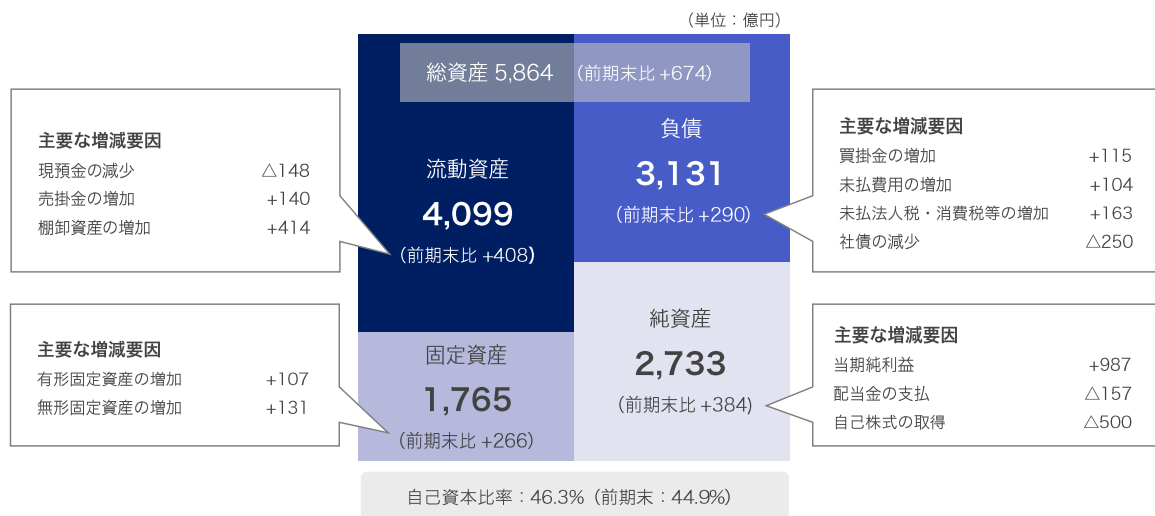 （単位：億円）
総資産 5,864 （前期末比 +674）
主要な増減要因
現預金の減少 △148
売掛金の増加 +140
棚卸資産の増加 +414
流動資産
4,099
（前期末比 +408）
主要な増減要因
有形固定資産の増加 +107
無形固定資産の増加 +131
固定資産
1,765
（前期末比 +266）
負債
3,131
（前期末比 +290）
主要な増減要因
買掛金の増加 +115
未払費用の増加 +104
未払法人税・消費税等の増加 +163
社債の減少 △250
純資産
2,733
（前期末比 +384）
主要な増減要因
当期純利益 +987
配当金の支払 △157
自己株式の取得 △500
自己資本比率：46.3%（前期末：44.9%）